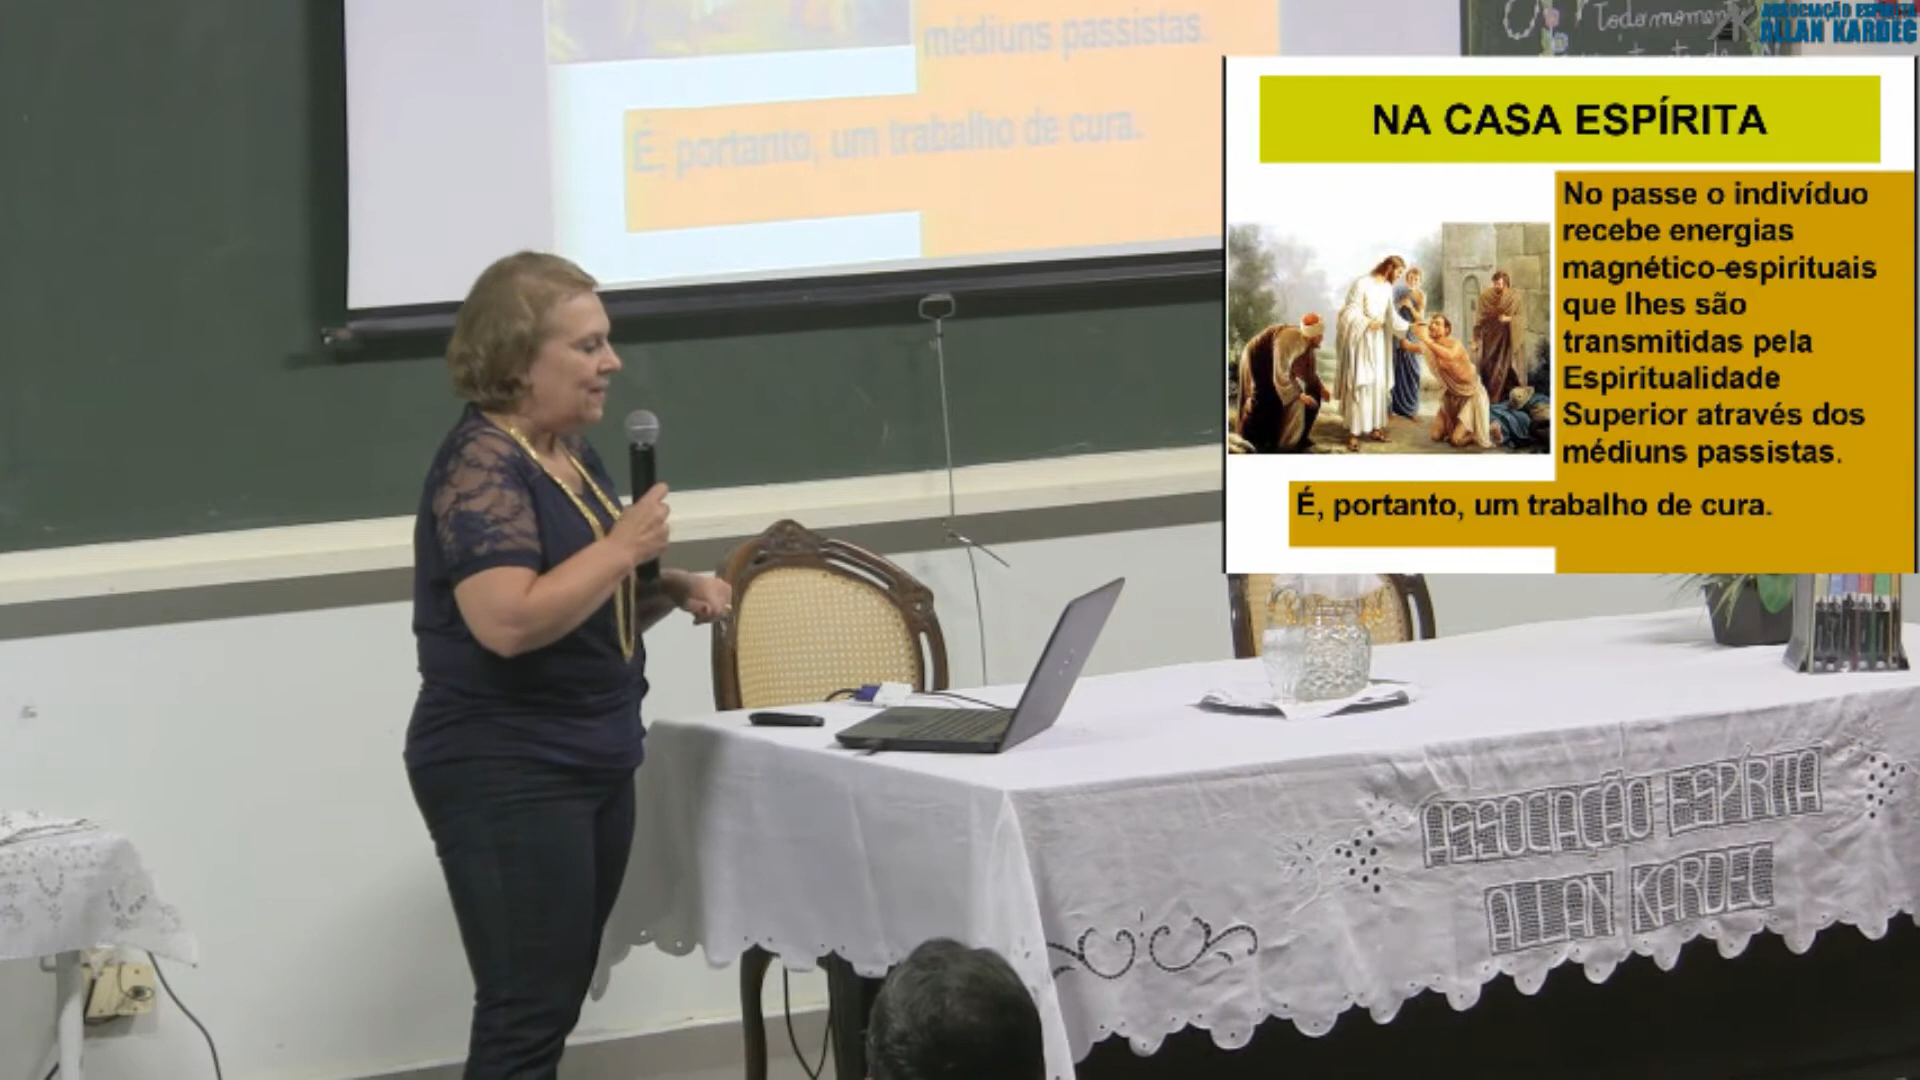 médiuns passistas.
É, portanto, um trabalho de cura.
Todo momen
ASSOCIAÇÃO ESPÍRITA
ALLAN KARDEC
NA CASA ESPÍRITA
No passe o indivíduo
recebe energias
magnético-espirituais
que lhes são
transmitidas pela
Espiritualidade
Superior através dos
médiuns passistas.
É, portanto, um trabalho de cura.
ASSOCIAÇÃO ESPÍRITA
ALLAN KARDEC